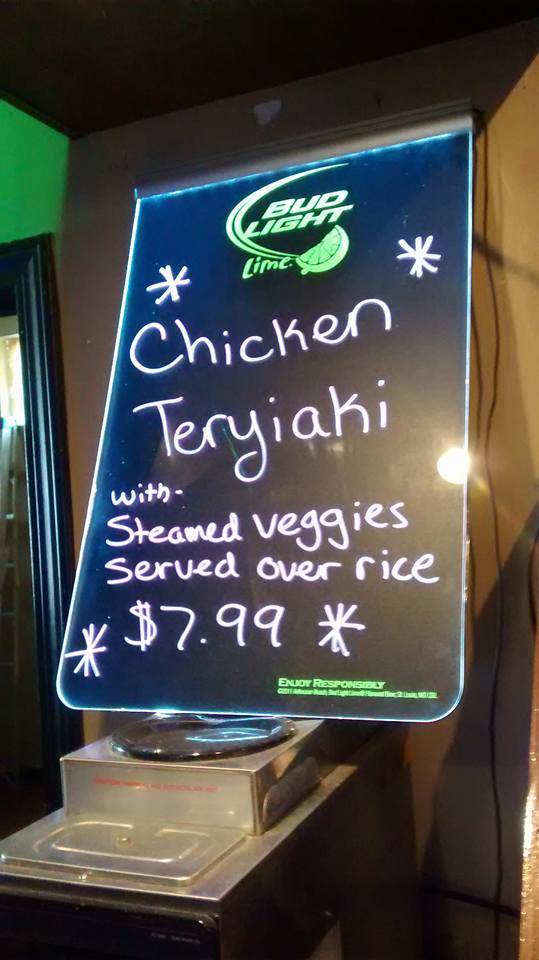 BUD
LIGHT
Lime
Chicken
Teryiaki
with-
Steamed veggies
Served over rice
$7.99
ENJOY RESPONSIBLY